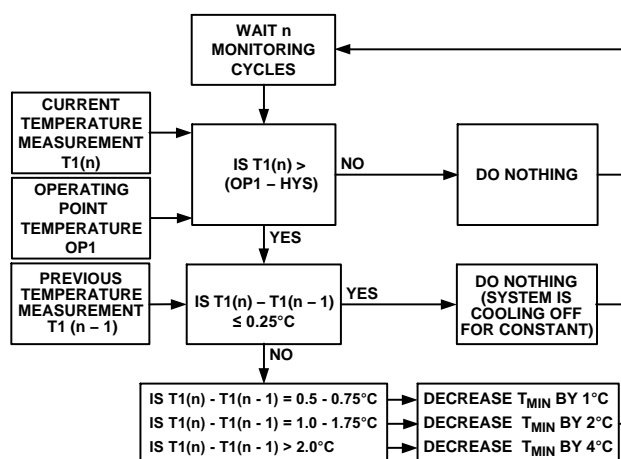 WAIT n
MONITORING
CYCLES
CURRENT
TEMPERATURE
MEASUREMENT
T1(n)
OPERATING
POINT
TEMPERATURE
OP1
IS T1(n) >
(OP1 – HYS)
NO
DO NOTHING
YES
PREVIOUS
TEMPERATURE
MEASUREMENT
T1 (n – 1)
IS T1(n) – T1(n – 1)
≤ 0.25°C
YES
DO NOTHING
(SYSTEM IS
COOLING OFF
FOR CONSTANT)
NO
IS T1(n) - T1(n - 1) = 0.5 - 0.75°C
DECREASE TMIN BY 1°C
IS T1(n) - T1(n - 1) = 1.0 - 1.75°C
DECREASE TMIN BY 2°C
IS T1(n) - T1(n - 1) > 2.0°C
DECREASE TMIN BY 4°C